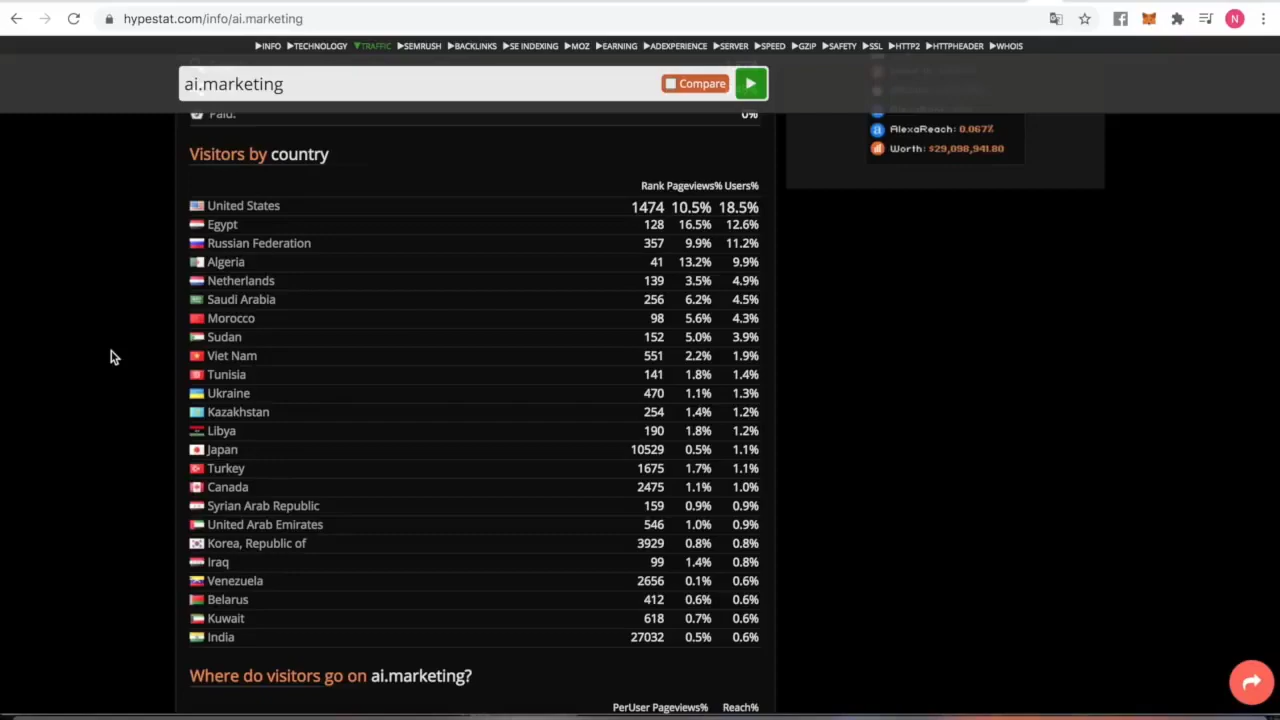 hypestat.com/info/ai.marketing
N
▶INFO ▶TECHNOLOGY ▼TRAFFIC ▶SEMRUSH ▶BACKLINKS ▶SE INDEXING ▶MOZ ▶EARNING ▶ADEXPERIENCE ▶SERVER ▶SPEED ▶GZIP ▶SAFETY ▶SSL ▶HTTP2 ▶HTTPHEADER ▶WHOIS
ai.marketing Compare
Paid: 0%
AlexaReach: 0.067%
Worth: $29,098,941.80
Visitors by country
Rank Pageviews% Users%
United States 1474 10.5% 18.5%
Egypt 128 16.5% 12.6%
Russian Federation 357 9.9% 11.2%
Algeria 41 13.2% 9.9%
Netherlands 139 3.5% 4.9%
Saudi Arabia 256 6.2% 4.5%
Morocco 98 5.6% 4.3%
Sudan 152 5.0% 3.9%
Viet Nam 551 2.2% 1.9%
Tunisia 141 1.8% 1.4%
Ukraine 470 1.1% 1.3%
Kazakhstan 254 1.4% 1.2%
Libya 190 1.8% 1.2%
Japan 10529 0.5% 1.1%
Turkey 1675 1.7% 1.1%
Canada 2475 1.1% 1.0%
Syrian Arab Republic 159 0.9% 0.9%
United Arab Emirates 546 1.0% 0.9%
Korea, Republic of 3929 0.8% 0.8%
Iraq 99 1.4% 0.8%
Venezuela 2656 0.1% 0.6%
Belarus 412 0.6% 0.6%
Kuwait 618 0.7% 0.6%
India 27032 0.5% 0.6%
Where do visitors go on ai.marketing?
PerUser Pageviews% Reach%